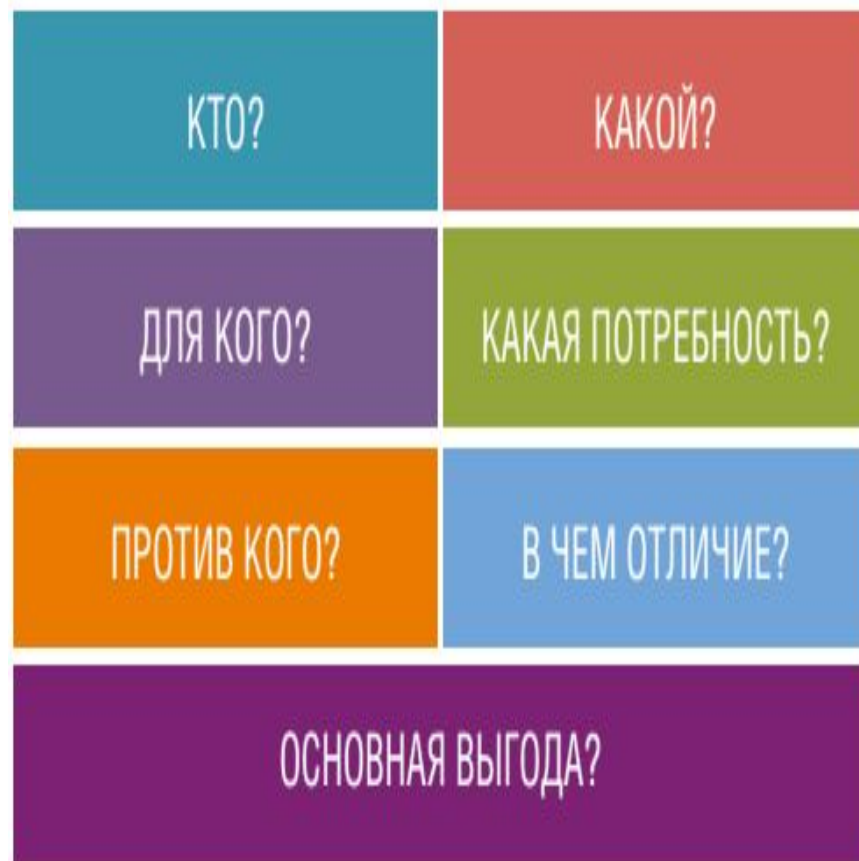 КТО?
КАКОЙ?
ДЛЯ КОГО?
КАКАЯ ПОТРЕБНОСТЬ?
ПРОТИВ КОГО?
В ЧЕМ ОТЛИЧИЕ?
ОСНОВНАЯ ВЫГОДА?